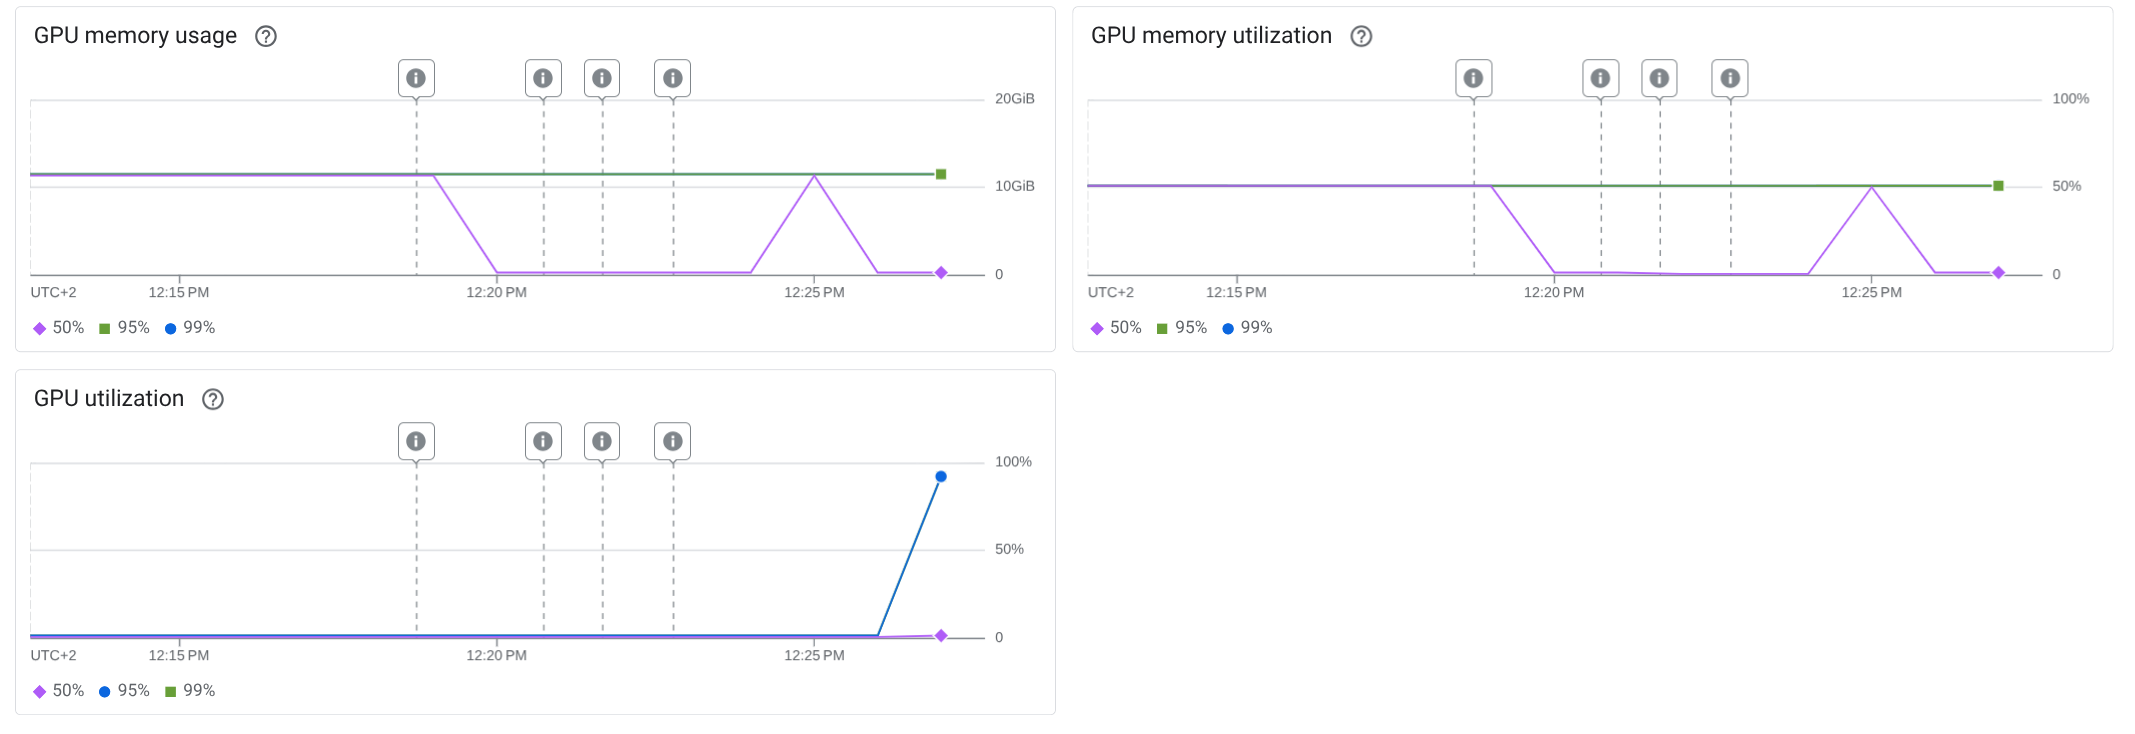 GPU memory usage
20GiB
10GiB
0
UTC+2 12:15 PM 12:20 PM 12:25 PM
50% 95% 99%
GPU memory utilization
100%
50%
0
UTC+2 12:15 PM 12:20 PM 12:25 PM
50% 95% 99%
GPU utilization
100%
50%
0
UTC+2 12:15 PM 12:20 PM 12:25 PM
50% 95% 99%